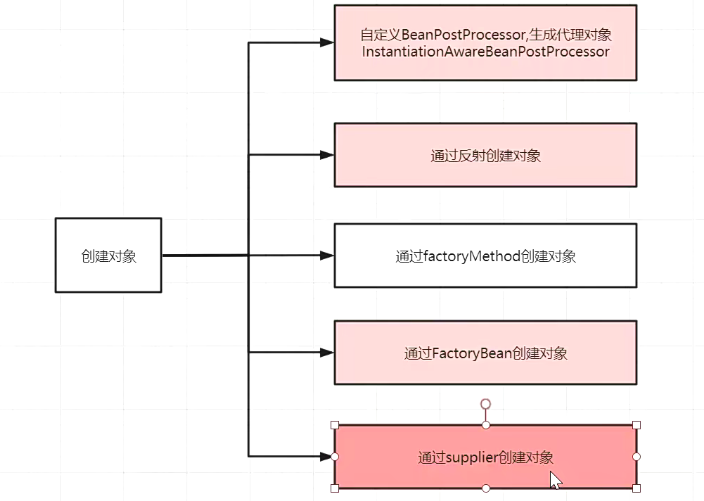 自定义BeanPostProcessor,生成代理对象
InstantiationAwareBeanPostProcessor
通过反射创建对象
创建对象
通过factoryMethod创建对象
通过FactoryBean创建对象
通过supplier创建对象